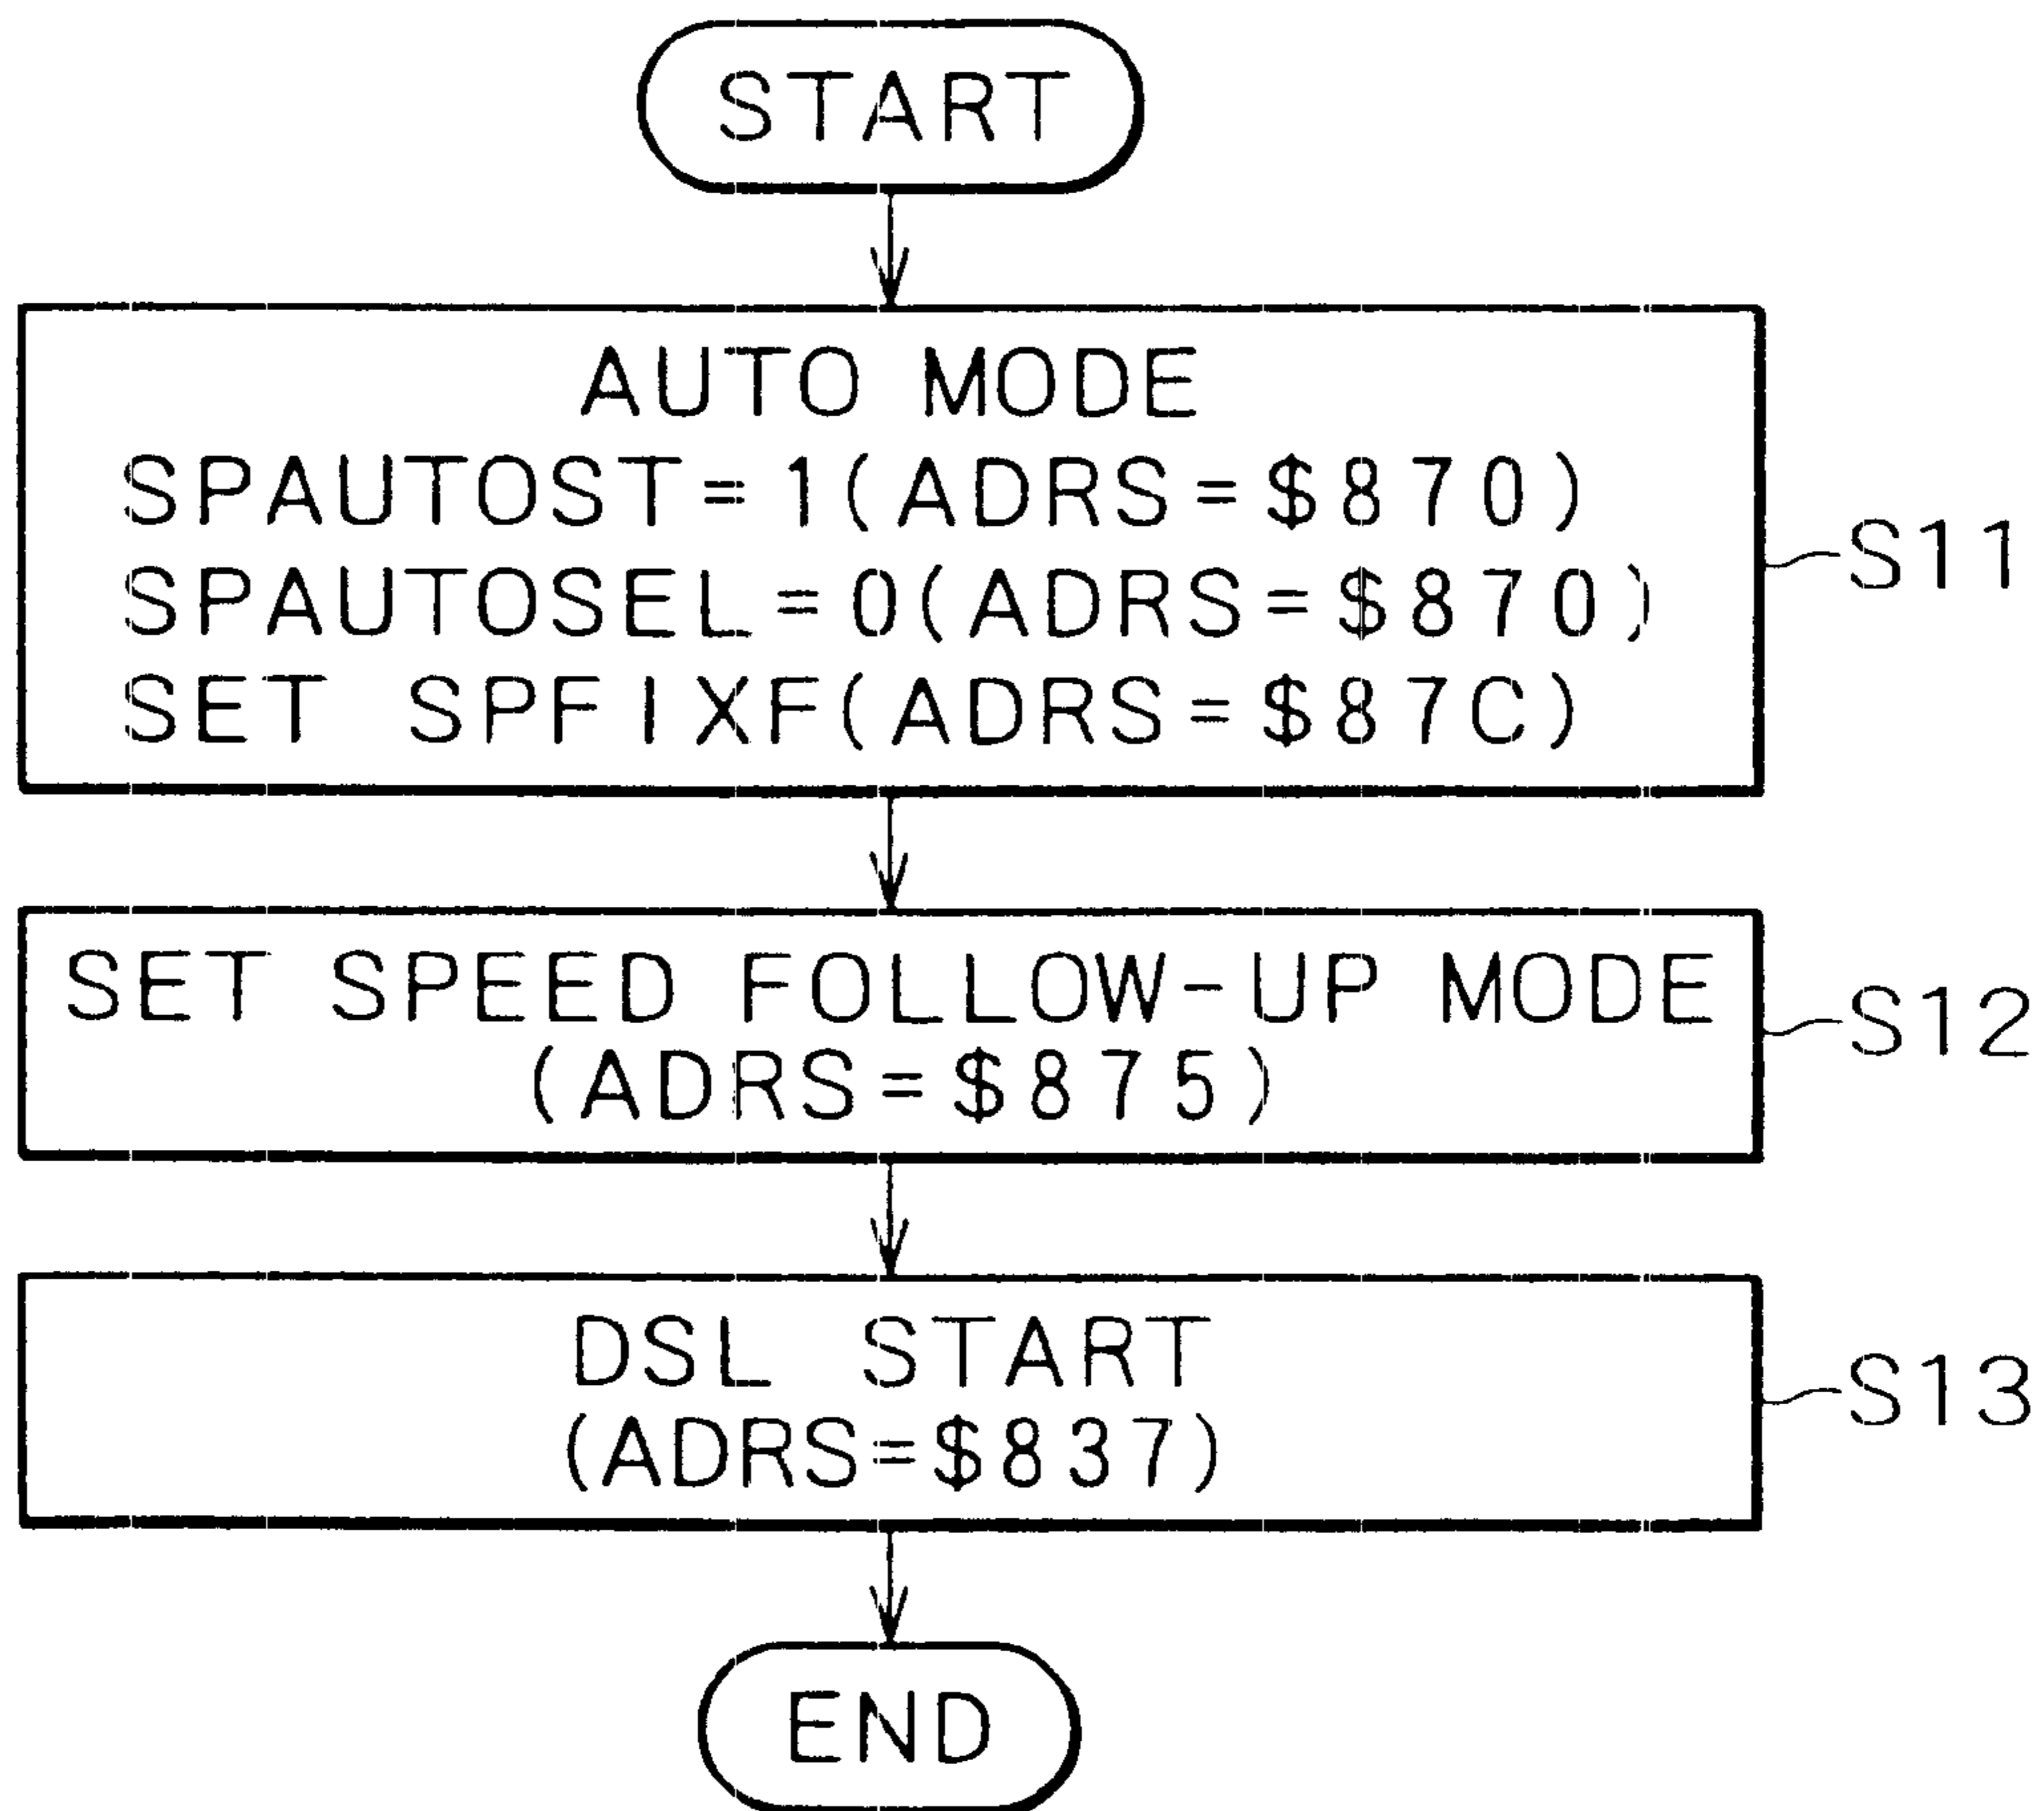 START
AUTO MODE
SPAUTOST=1(ADRS=$870)
SPAUTOSEL=0(ADRS=$870)
SET SPFIXF(ADRS=$87C)
S11
SET SPEED FOLLOW-UP MODE
(ADRS=$875)
S12
DSL START
(ADRS=$837)
S13
END